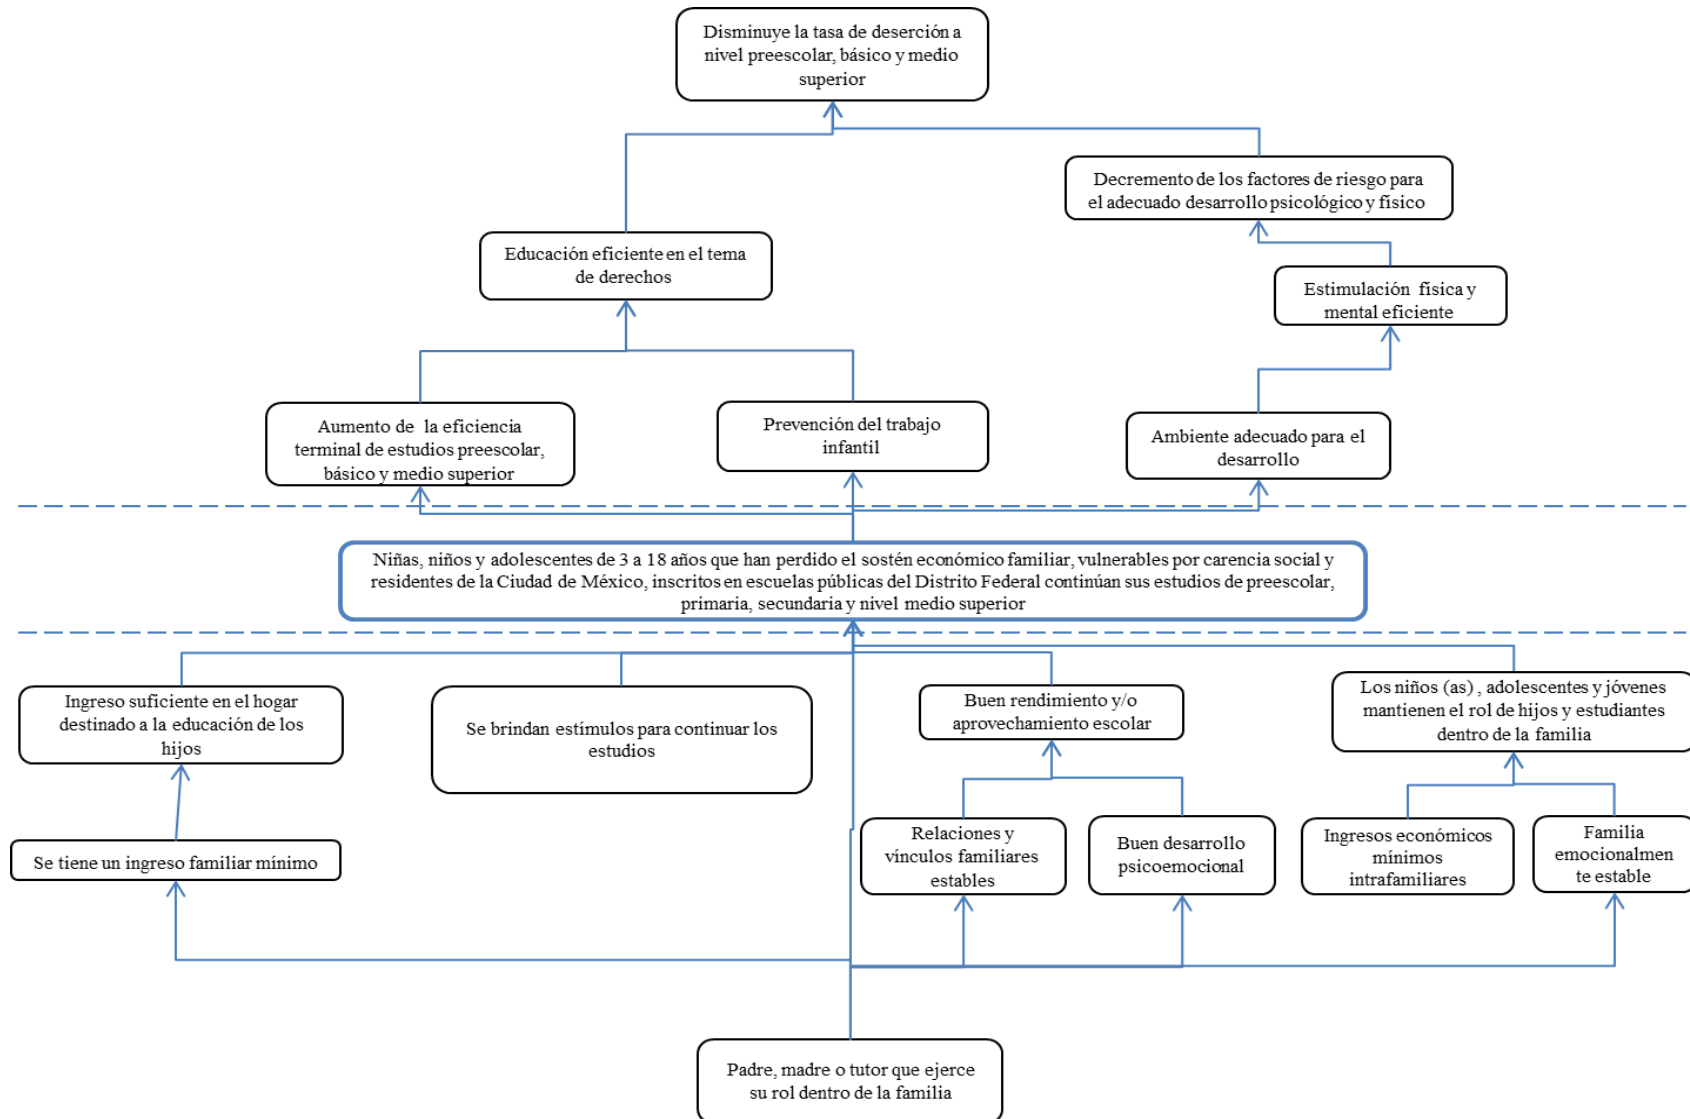 Disminuye la tasa de deserción a
nivel preescolar, básico y medio
superior
Decremento de los factores de riesgo para
el adecuado desarrollo psicológico y físico
Educación eficiente en el tema
de derechos
Estimulación física y
mental eficiente
Aumento de la eficiencia
terminal de estudios preescolar,
básico y medio superior
Prevención del trabajo
infantil
Ambiente adecuado para el
desarrollo
Niñas, niños y adolescentes de 3 a 18 años que han perdido el sostén económico familiar, vulnerables por carencia social y
residentes de la Ciudad de México, inscritos en escuelas públicas del Distrito Federal continúan sus estudios de preescolar,
primaria, secundaria y nivel medio superior
Ingreso suficiente en el hogar
destinado a la educación de los
hijos
Se brindan estímulos para continuar los
estudios
Buen rendimiento y/o
aprovechamiento escolar
Los niños (as) , adolescentes y jóvenes
mantienen el rol de hijos y estudiantes
dentro de la familia
Se tiene un ingreso familiar mínimo
Relaciones y
vínculos familiares
estables
Buen desarrollo
psicoemocional
Ingresos económicos
mínimos
intrafamiliares
Familia
emocionalmen
te estable
Padre, madre o tutor que ejerce
su rol dentro de la familia